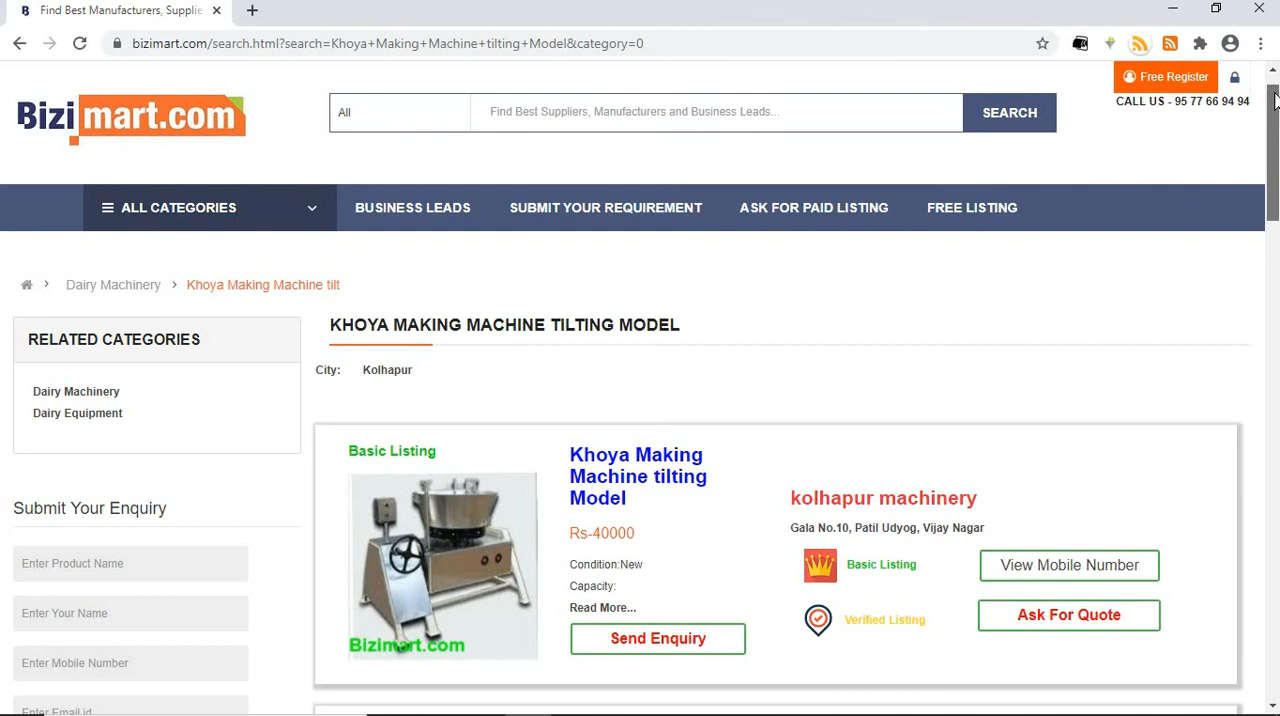 Find Best Manufacturers, Supplie
bizimart.com/search.html?search=Khoya+Making+Machine+tilting+Model&category=0
Free Register
CALL US - 95 77 66 94 94
Bizimart.com
All
Find Best Suppliers, Manufacturers and Business Leads...
SEARCH
ALL CATEGORIES
BUSINESS LEADS
SUBMIT YOUR REQUIREMENT
ASK FOR PAID LISTING
FREE LISTING
Dairy Machinery
Khoya Making Machine tilt
RELATED CATEGORIES
Dairy Machinery
Dairy Equipment
Submit Your Enquiry
Enter Product Name
Enter Your Name
Enter Mobile Number
Enter Email id
KHOYA MAKING MACHINE TILTING MODEL
City: Kolhapur
Basic Listing
Bizimart.com
Khoya Making
Machine tilting
Model
Rs-40000
Condition:New
Capacity:
Read More...
Send Enquiry
kolhapur machinery
Gala No.10, Patil Udyog, Vijay Nagar
Basic Listing
View Mobile Number
Verified Listing
Ask For Quote